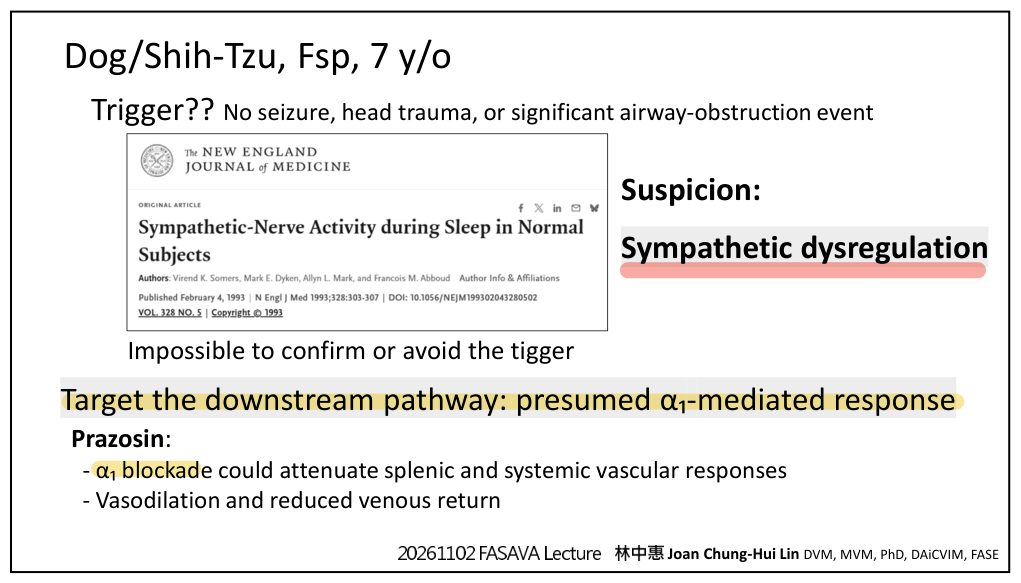 Dog/Shih-Tzu, Fsp, 7 y/o
Trigger?? No seizure, head trauma, or significant airway-obstruction event
The NEW ENGLAND
JOURNAL of MEDICINE
ORIGINAL ARTICLE
Sympathetic-Nerve Activity during Sleep in Normal
Subjects
Authors: Virend K. Somers, Mark E. Dyken, Allyn L. Mark, and Francois M. Abboud Author Info & Affiliations
Published February 4, 1993 | N Engl J Med 1993;328:303-307 | DOI: 10.1056/NEJM199302043280502
VOL. 328 NO. 5 | Copyright © 1993
Suspicion:
Sympathetic dysregulation
Impossible to confirm or avoid the tigger
Target the downstream pathway: presumed α₁-mediated response
Prazosin:
- α₁ blockade could attenuate splenic and systemic vascular responses
- Vasodilation and reduced venous return
20261102 FASAVA Lecture 林中惠 Joan Chung-Hui Lin DVM, MVM, PhD, DAiCVIM, FASE